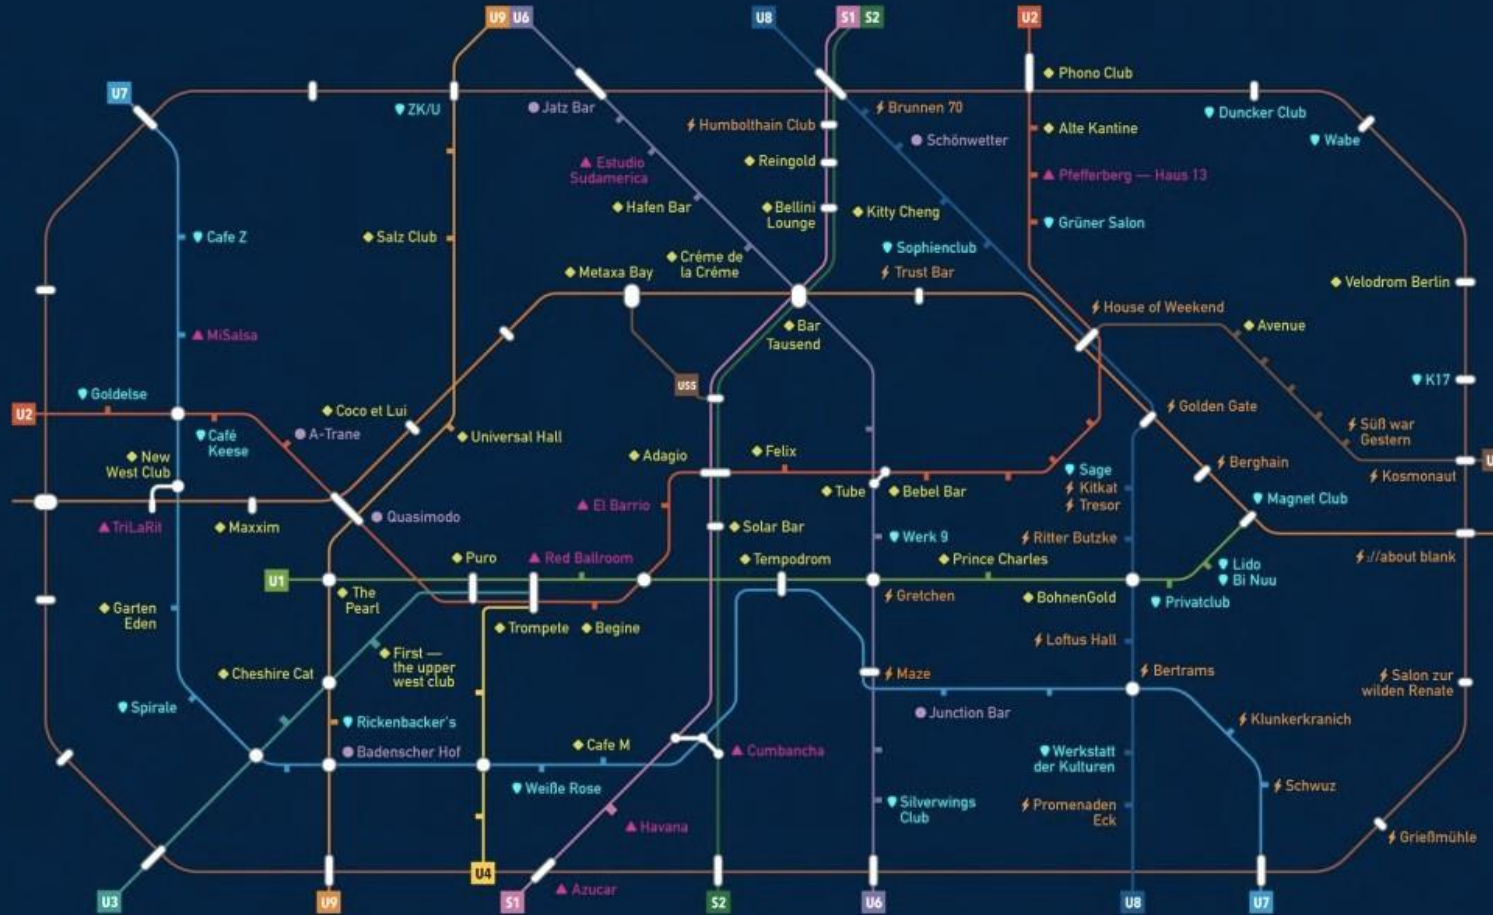 U9 U6
U8
S1 S2
U2
U7
Phono Club
ZK/U
Jatz Bar
Brunnen 70
Duncker Club
Humbolthain Club
Schönwetter
Alte Kantine
Wabe
Estudio
Sudamerica
Reingold
Pfefferberg — Haus 13
Hafen Bar
Bellini
Lounge
Kitty Cheng
Grüner Salon
Cafe Z
Salz Club
Sophienclub
Créme de
la Créme
Metaxa Bay
Trust Bar
Velodrom Berlin
House of Weekend
Avenue
Bar
Tausend
MiSalsa
U55
K17
Goldelse
U2
Coco et Lui
Golden Gate
Café
Keese
A-Trane
Universal Hall
Süß war
Gestern
New
West Club
Adagio
Felix
Sage
Berghain
Kitkat
Kosmonaut
U
Tube
Bebel Bar
Tresor
Magnet Club
El Barrio
TriLaRit
Maxxim
Quasimodo
Solar Bar
Werk 9
Ritter Butzke
Puro
Red Ballroom
Tempodrom
Prince Charles
://about blank
Lido
Bi Nuu
U1
The
Pearl
Gretchen
BohnenGold
Privatclub
Garten
Eden
Trompete
Begine
Loftus Hall
First —
the upper
west club
Cheshire Cat
Maze
Bertrams
Salon zur
wilden Renate
Spirale
Rickenbacker's
Junction Bar
Klunkerkranich
Badenscher Hof
Cafe M
Cumbancha
Werkstatt
der Kulturen
Weiße Rose
Schwuz
Silverwings
Club
Promenaden
Eck
Havana
Grießmühle
U4
Azucar
U3
U9
S1
S2
U6
U8
U7